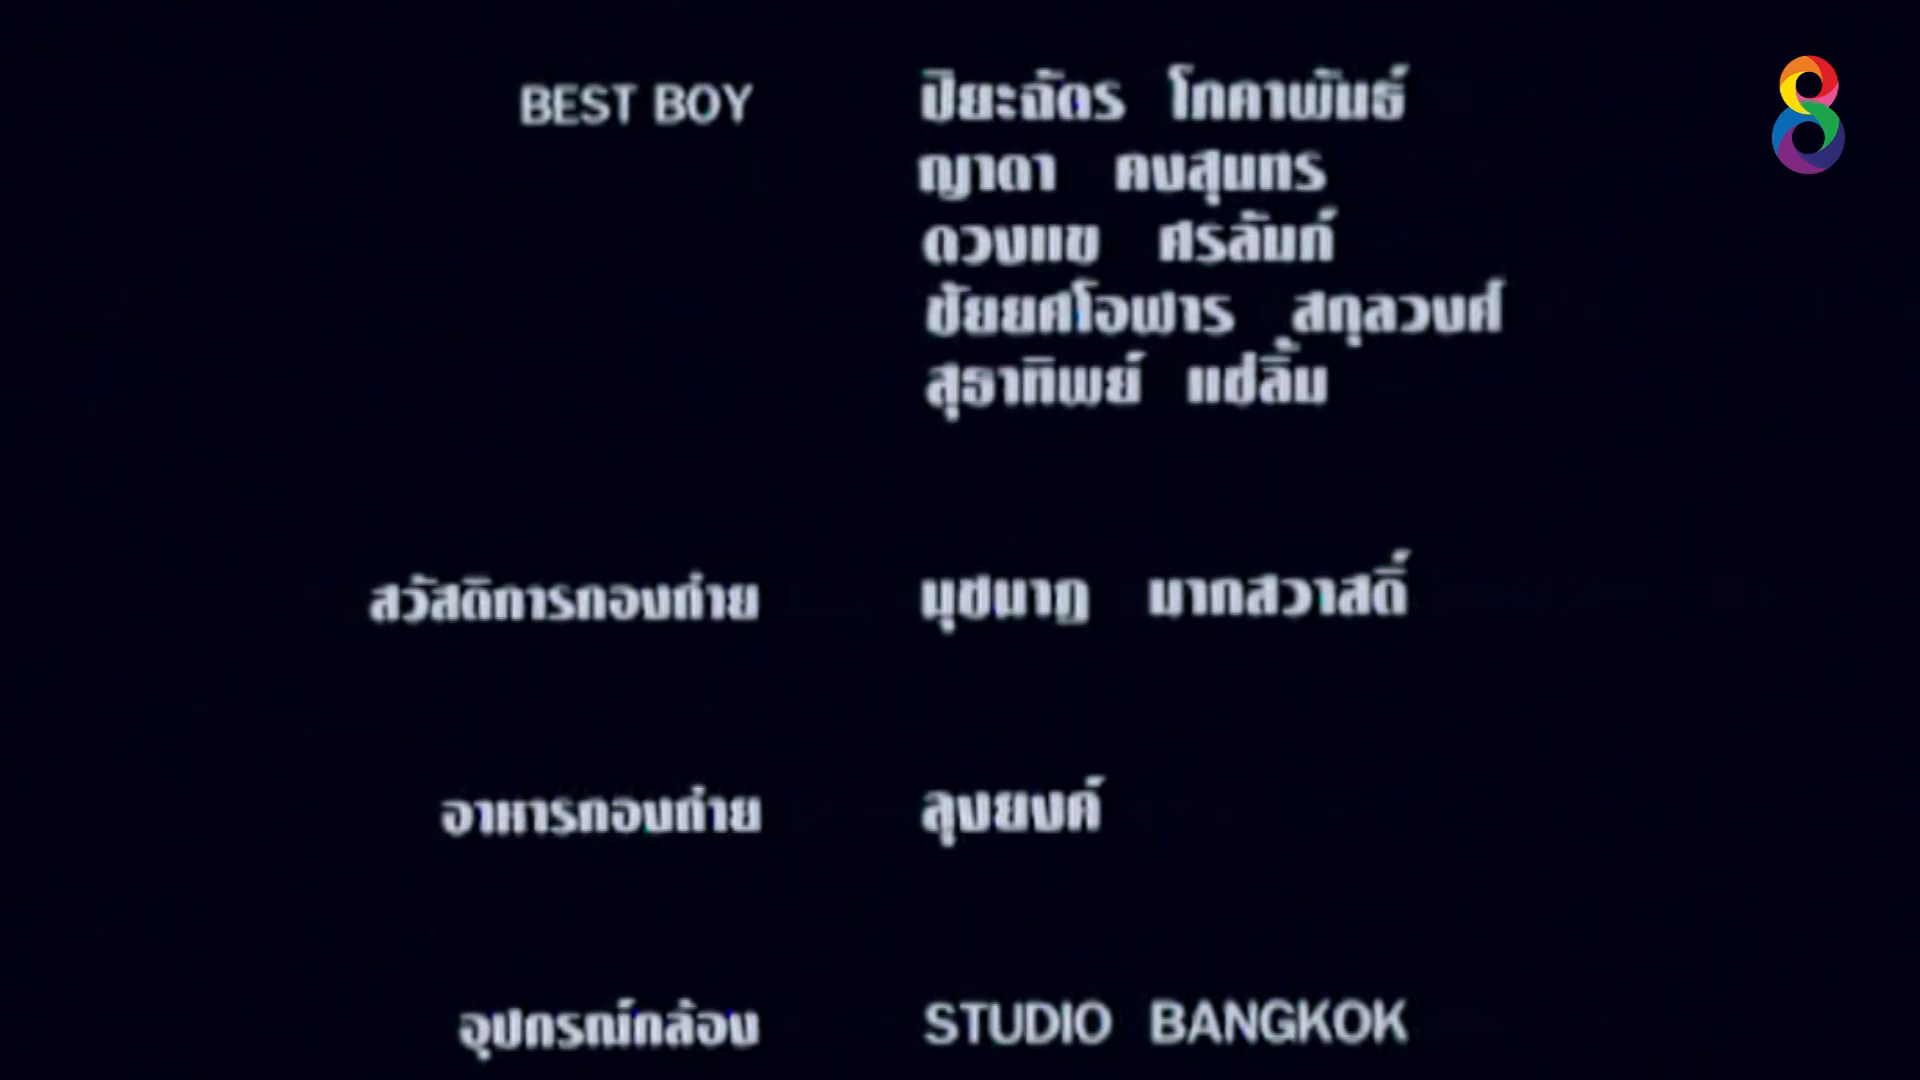 BEST BOY ปิยะฉัตร โภคาพันธ์
ญาดา คงสุนทร
ดวงแข ศรลัมภ์
ชัยยศโอฬาร สกุลวงศ์
สุธาทิพย์ แซ่ลิ้ม
สวัสดิการกองถ่าย นุชนาฏ มากสวาสดิ์
อาหารกองถ่าย ลุงยงค์
อุปกรณ์กล้อง STUDIO BANGKOK
8